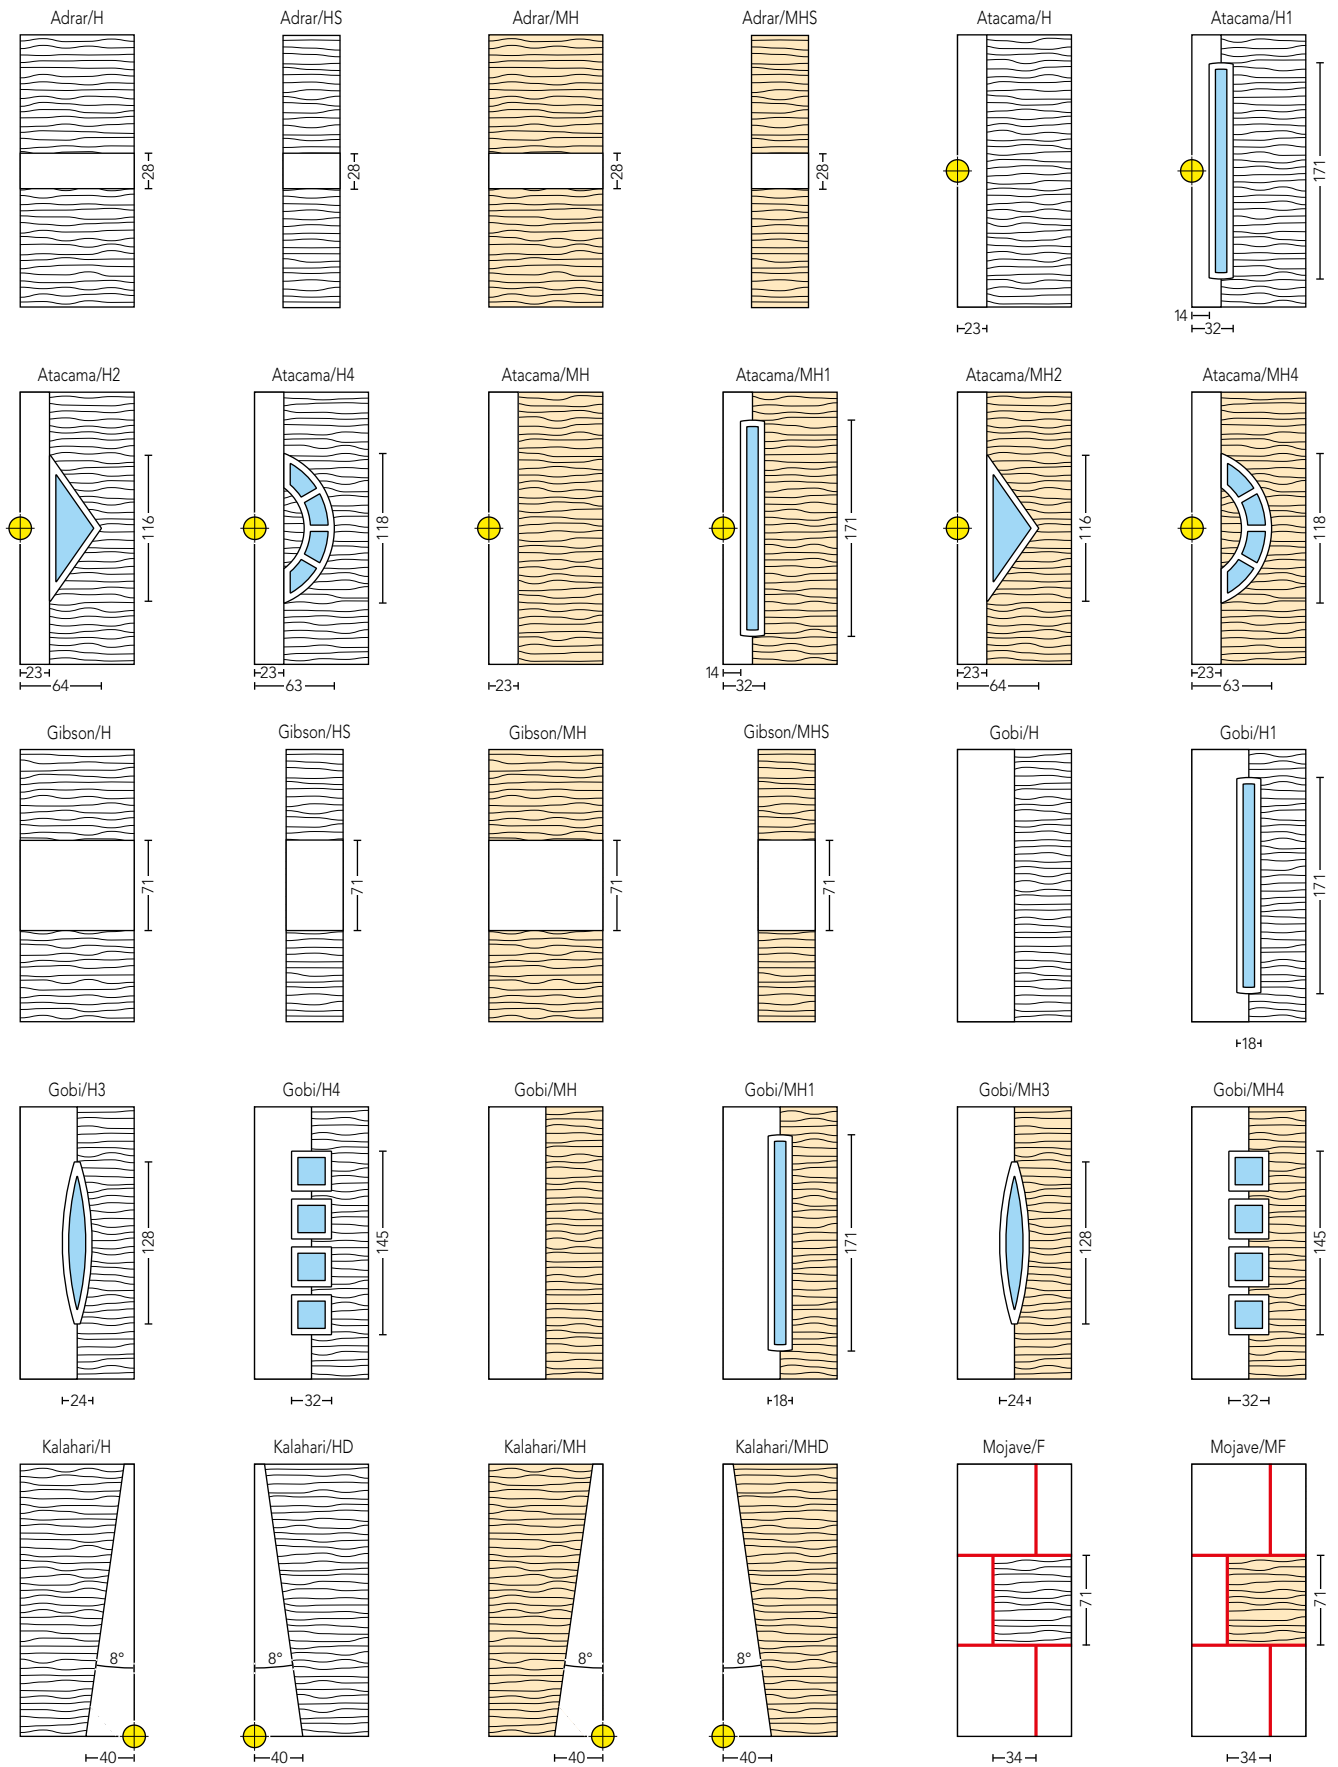 Adrar/H Adrar/HS Adrar/MH Adrar/MHS Atacama/H Atacama/H1
28 28 28 28 171
23 14 32
Atacama/H2 Atacama/H4 Atacama/MH Atacama/MH1 Atacama/MH2 Atacama/MH4
116 118 171 116 118
23 64 23 63 23 14 32 23 64 23 63
Gibson/H Gibson/HS Gibson/MH Gibson/MHS Gobi/H Gobi/H1
71 71 71 71 171
18
Gobi/H3 Gobi/H4 Gobi/MH Gobi/MH1 Gobi/MH3 Gobi/MH4
128 145 171 128 145
24 32 18 24 32
Kalahari/H Kalahari/HD Kalahari/MH Kalahari/MHD Mojave/F Mojave/MF
71 71
8° 8° 8° 8°
40 40 40 40 34 34